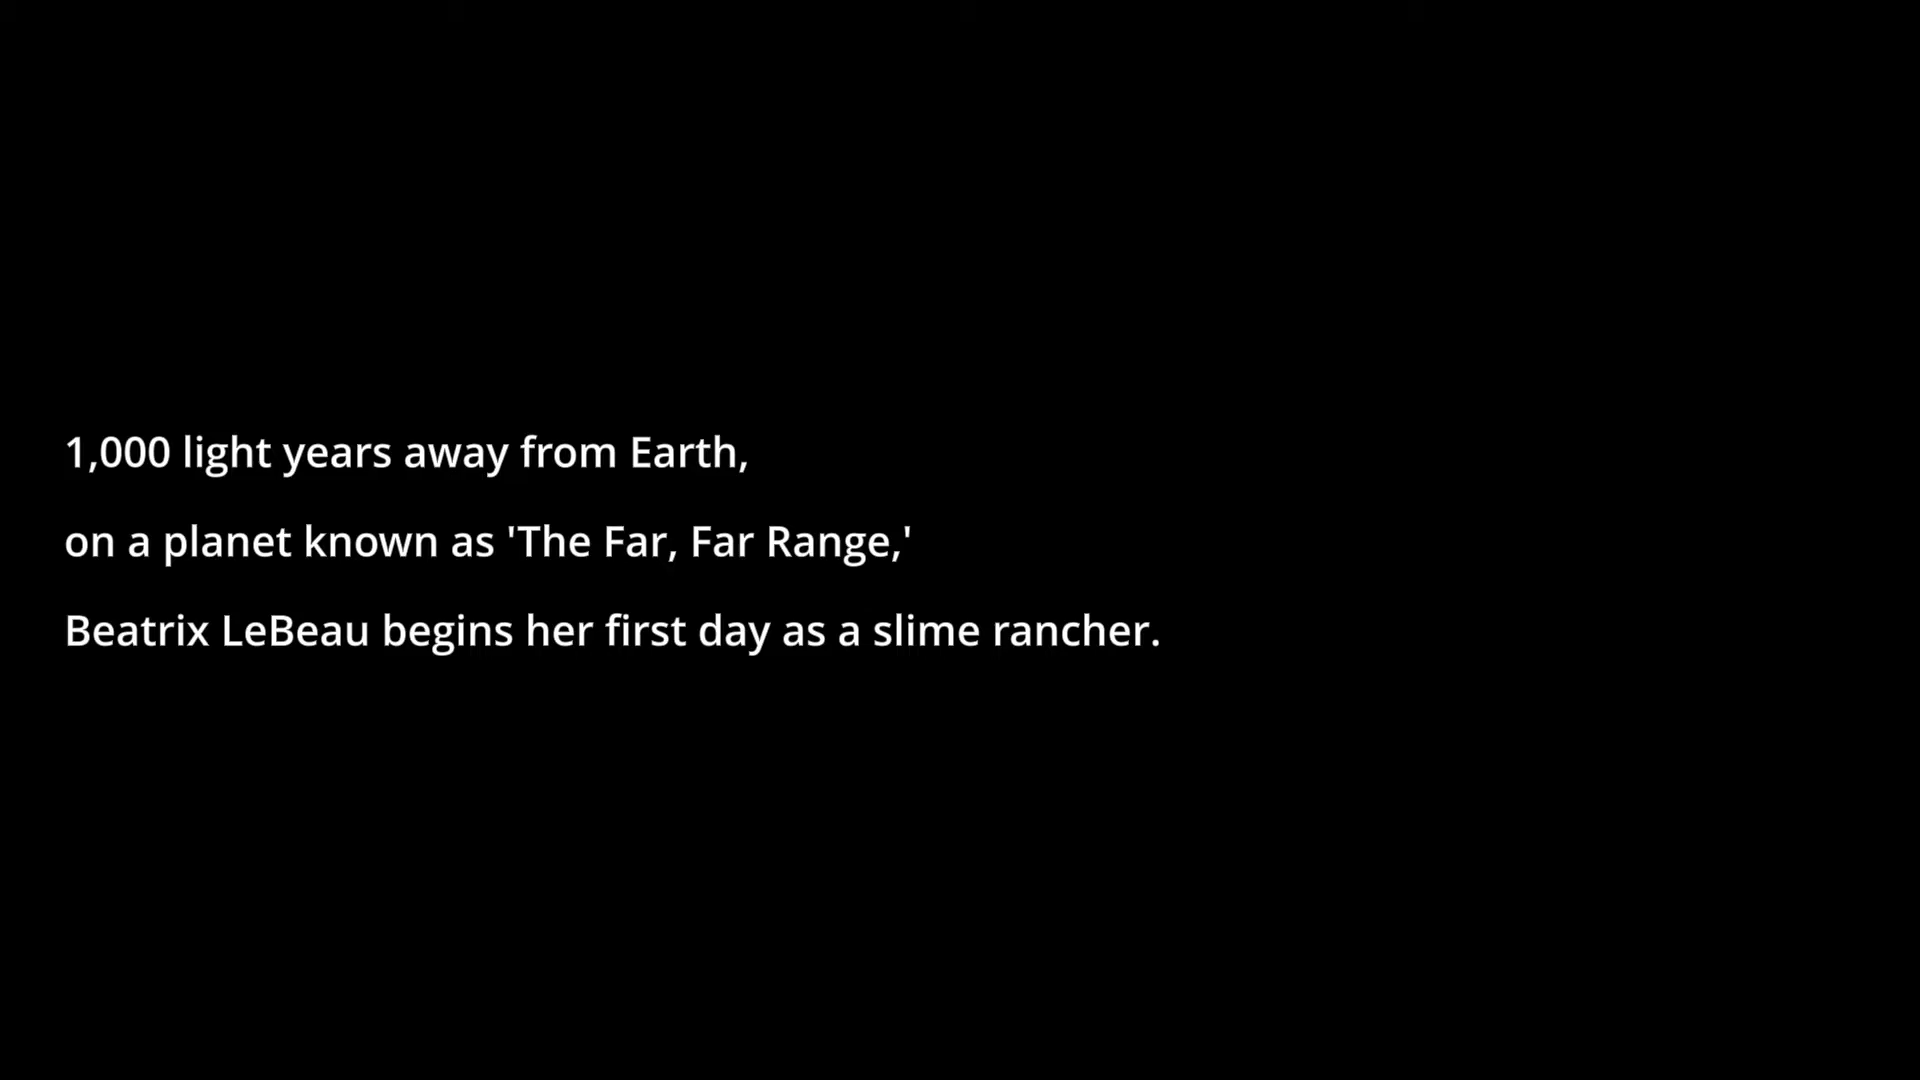 1,000 light years away from Earth,
on a planet known as 'The Far, Far Range,'
Beatrix LeBeau begins her first day as a slime rancher.